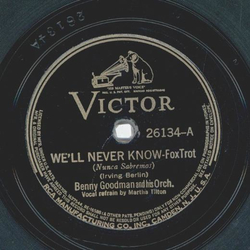 "HIS MASTER'S VOICE"
VICTOR
26134-A
WE'LL NEVER KNOW-FoxTrot
(Nunca Sabremos)
(Irving Berlin)
Benny Goodman and his Orch.
Vocal refrain by Martha Tilton
RCA MANUFACTURING CO., INC., CAMDEN, N.J., U.S.A.